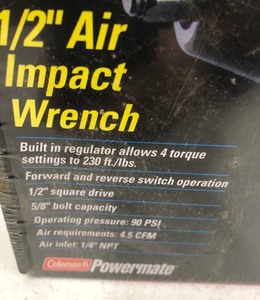 1/2" Air
Impact
Wrench
Built in regulator allows 4 torque
settings to 230 ft./lbs.
Forward and reverse switch operation
1/2" square drive
5/8" bolt capacity
Operating pressure: 90 PSI
Air requirements: 4.5 CFM
Air inlet: 1/4" NPT
Coleman Powermate